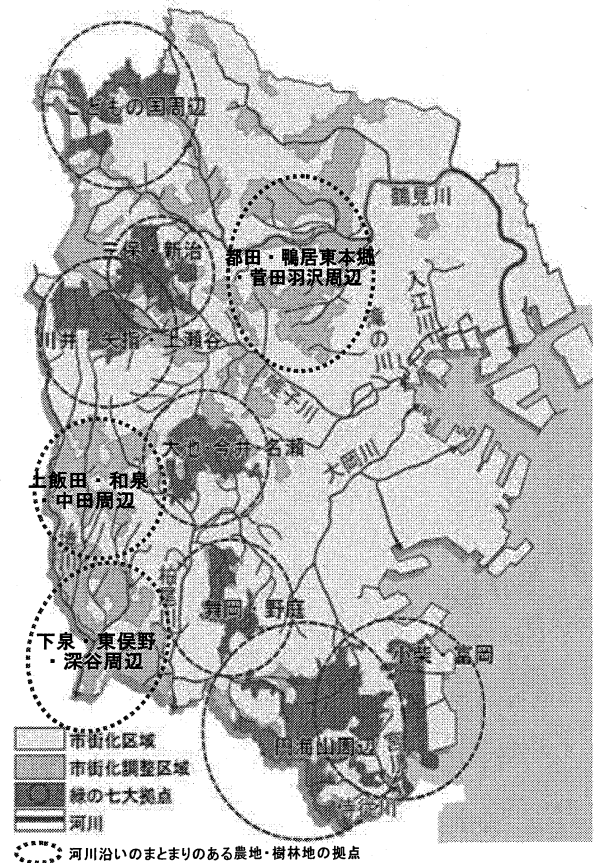 こどもの国周辺
鶴見川
三保・新治
都田・鴨居東本郷
・菅田羽沢周辺
入江川
滝の川
川井・矢指・上瀬谷
帷子川
大池・今井・名瀬
大岡川
上飯田・和泉
・中田周辺
境川
柏尾川
舞岡・野庭
下泉・東俣野
・深谷周辺
小柴・富岡
円海山周辺
侍従川
市街化区域
市街化調整区域
緑の七大拠点
河川
河川沿いのまとまりのある農地・樹林地の拠点